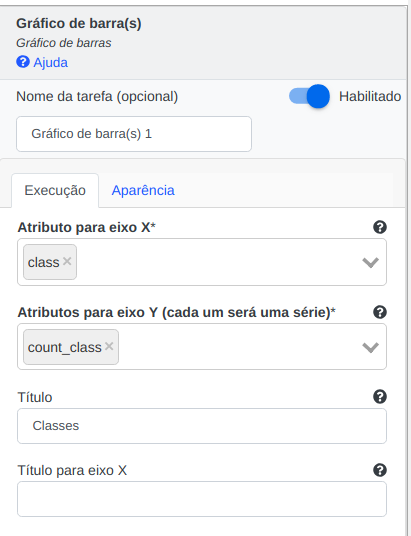 Gráfico de barra(s)
Gráfico de barras
Ajuda
Nome da tarefa (opcional) Habilitado
Gráfico de barra(s) 1
Execução Aparência
Atributo para eixo X*
class ×
Atributos para eixo Y (cada um será uma série)*
count_class ×
Título
Classes
Título para eixo X